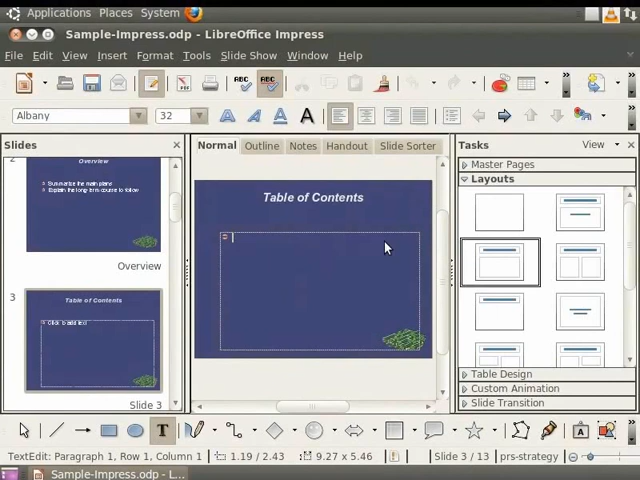 Applications Places System
Sample-Impress.odp - LibreOffice Impress
File Edit View Insert Format Tools Slide Show Window Help
ABC ABC
Albany 32 A A A A
Slides Normal Outline Notes Handout Slide Sorter Tasks View
2 Overview
Summarize the main plans
Explain the long-term course to follow
Overview
3 Table of Contents
Click to add text
Slide 3
Table of Contents
Master Pages
Layouts
Table Design
Custom Animation
Slide Transition
T A
TextEdit: Paragraph 1, Row 1, Column 1 1.19 / 2.43 9.27 x 5.46 Slide 3 / 13 prs-strategy
Sample-Impress.odp - L...